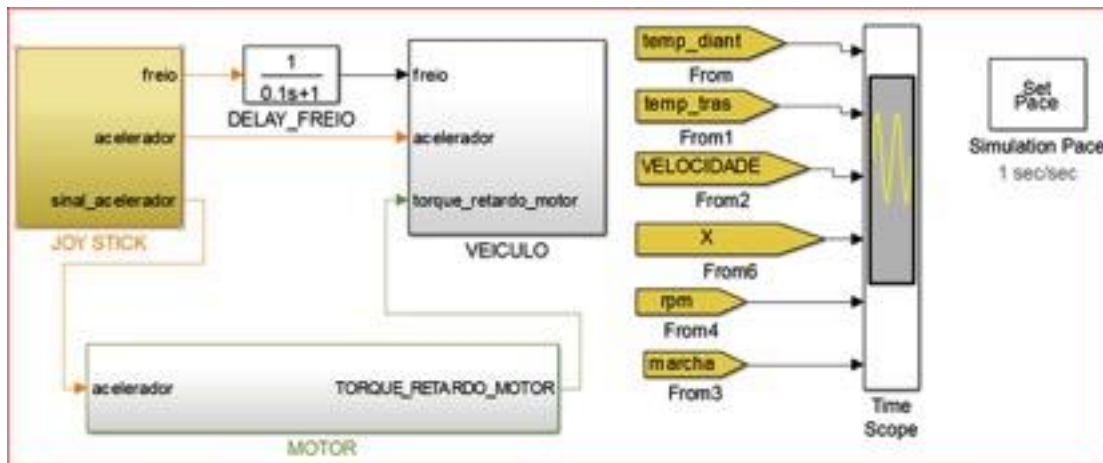 freio
acelerador
sinal_acelerador
JOY STICK
1
0.1s+1
DELAY_FREIO
freio
acelerador
torque_retardo_motor
VEICULO
acelerador
TORQUE_RETARDO_MOTOR
MOTOR
temp_diant
From
temp_tras
From1
VELOCIDADE
From2
X
From6
rpm
From4
marcha
From3
Time
Scope
Set
Pace
Simulation Pace
1 sec/sec